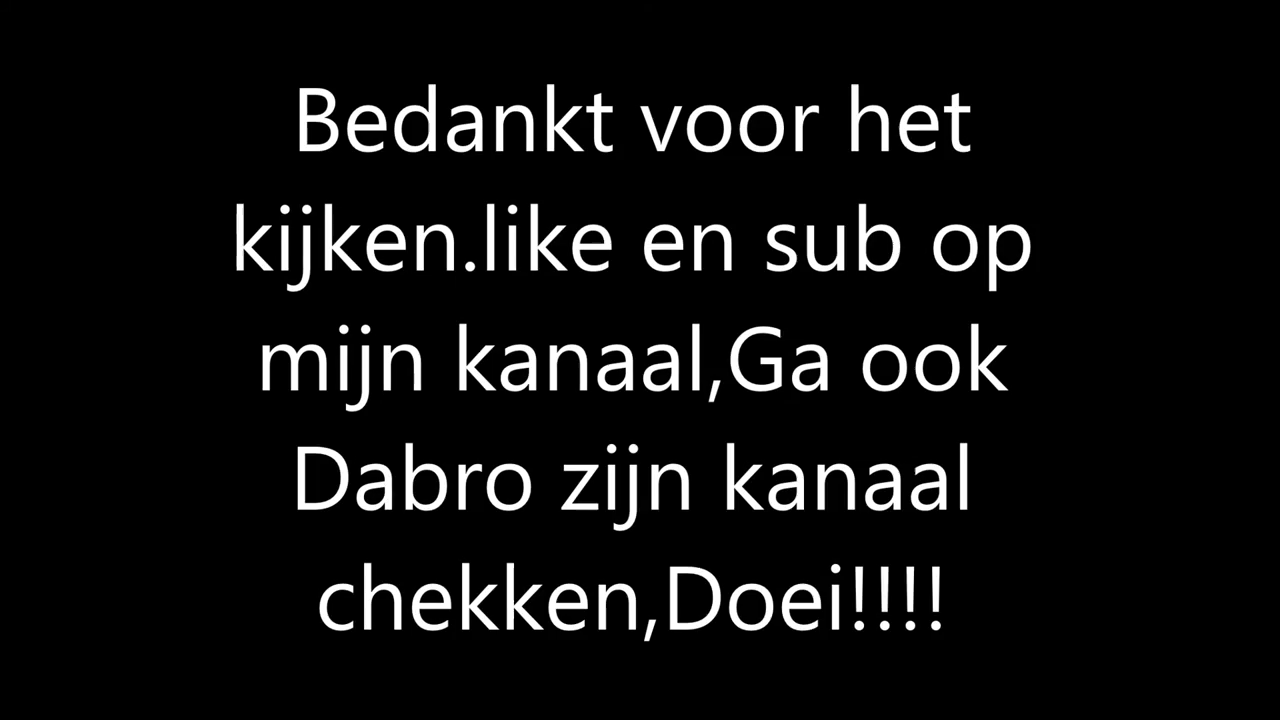 Bedankt voor het
kijken.like en sub op
mijn kanaal,Ga ook
Dabro zijn kanaal
chekken,Doei!!!!